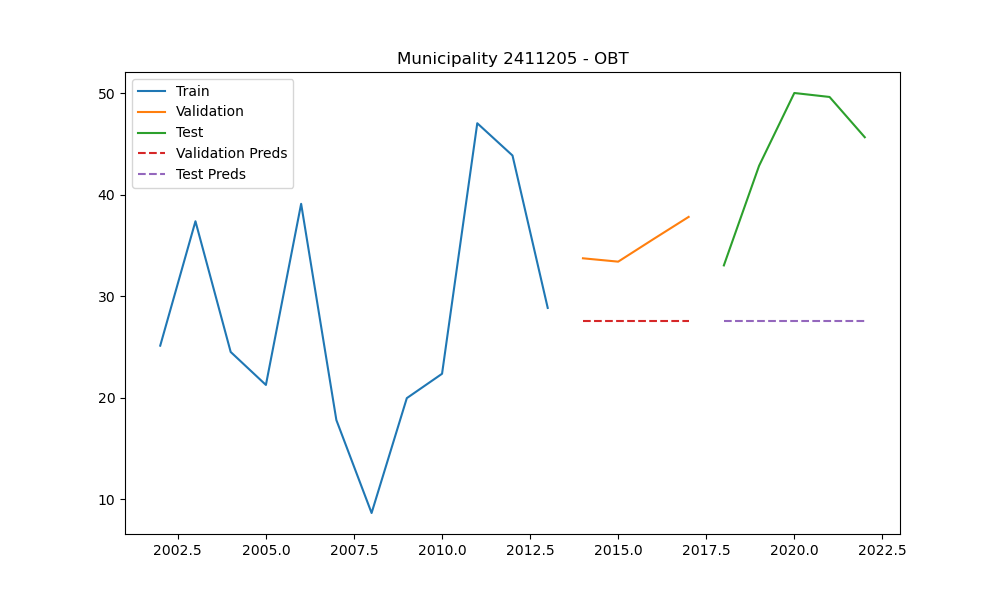 Municipality 2411205 - OBT
Train
Validation
Test
Validation Preds
Test Preds
50
40
30
20
10
2002.5 2005.0 2007.5 2010.0 2012.5 2015.0 2017.5 2020.0 2022.5